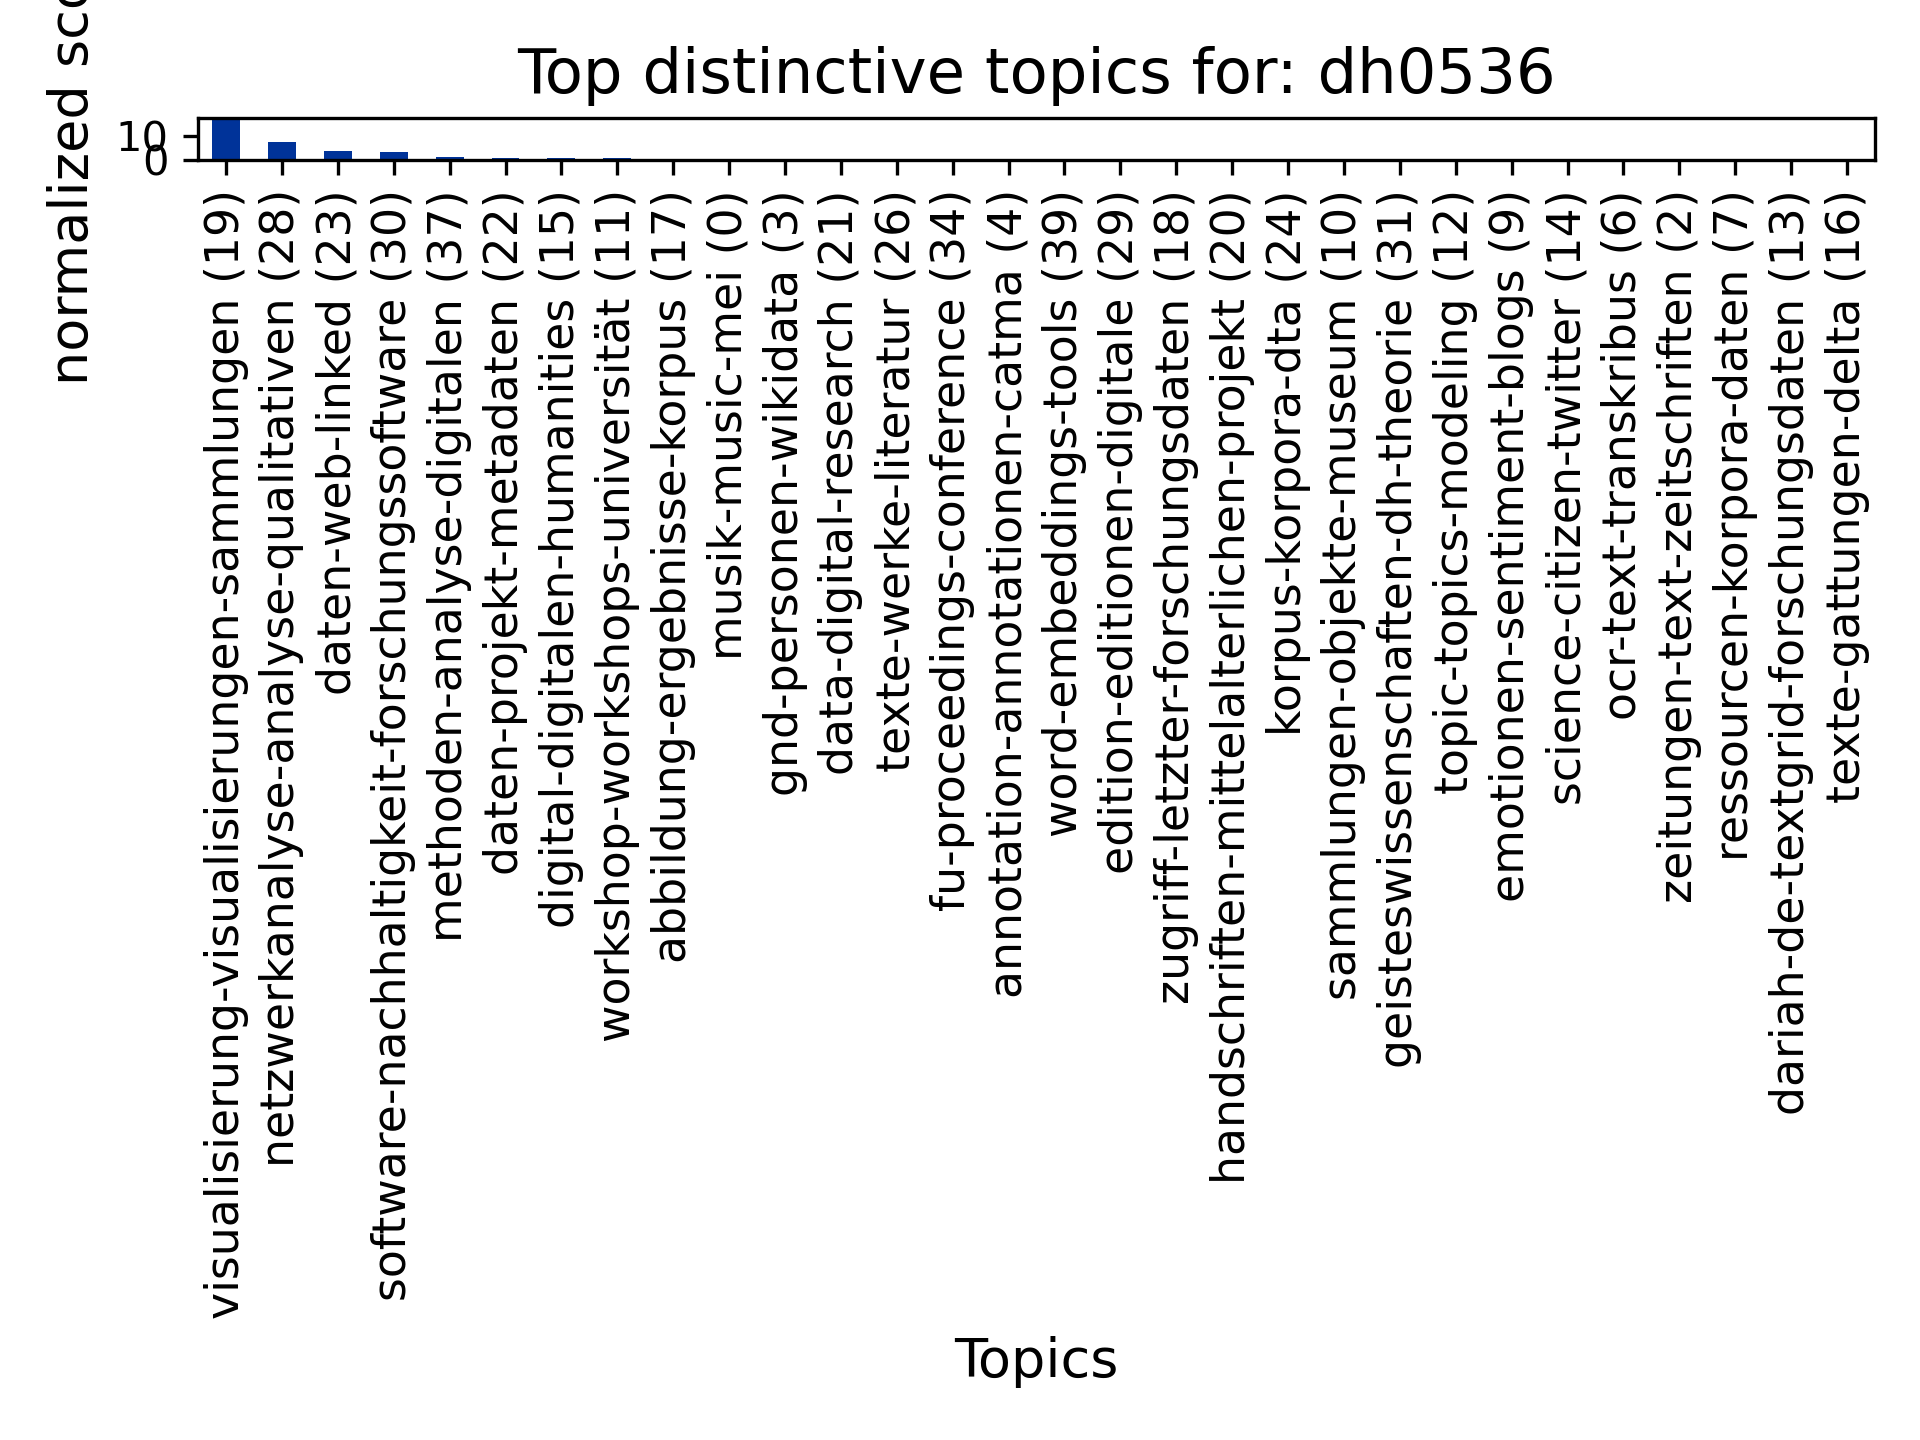 Top distinctive topics for: dh0536
normalized sco
10
0
visualisierung-visualisierungen-sammlungen (19)
netzwerkanalyse-analyse-qualitativen (28)
daten-web-linked (23)
software-nachhaltigkeit-forschungssoftware (30)
methoden-analyse-digitalen (37)
daten-projekt-metadaten (22)
digital-digitalen-humanities (15)
workshop-workshops-universität (11)
abbildung-ergebnisse-korpus (17)
musik-music-mei (0)
gnd-personen-wikidata (3)
data-digital-research (21)
texte-werke-literatur (26)
fu-proceedings-conference (34)
annotation-annotationen-catma (4)
word-embeddings-tools (39)
edition-editionen-digitale (29)
zugriff-letzter-forschungsdaten (18)
handschriften-mittelalterlichen-projekt (20)
korpus-korpora-dta (24)
sammlungen-objekte-museum (10)
geisteswissenschaften-dh-theorie (31)
topic-topics-modeling (12)
emotionen-sentiment-blogs (9)
science-citizen-twitter (14)
ocr-text-transkribus (6)
zeitungen-text-zeitschriften (2)
ressourcen-korpora-daten (7)
dariah-de-textgrid-forschungsdaten (13)
texte-gattungen-delta (16)
Topics